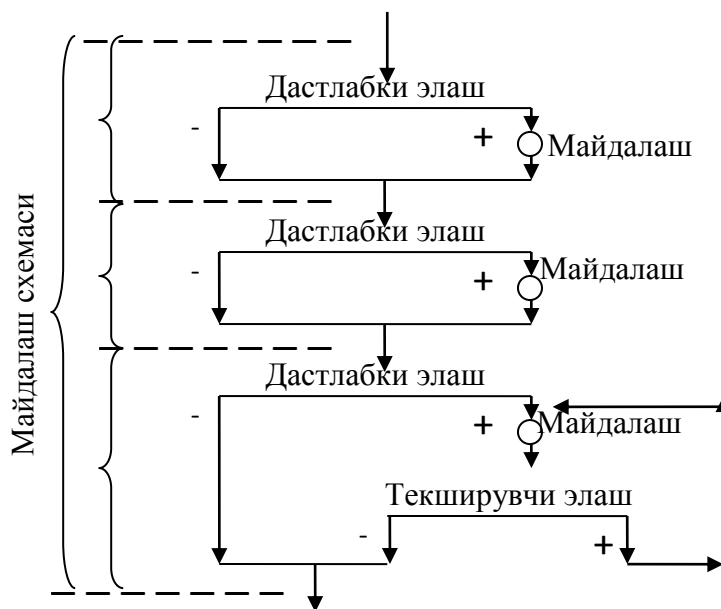 Дастлабки элаш
- + Майдалаш
Дастлабки элаш
- + Майдалаш
Дастлабки элаш
- + Майдалаш
Текширувчи элаш
- +
Майдалаш схемаси